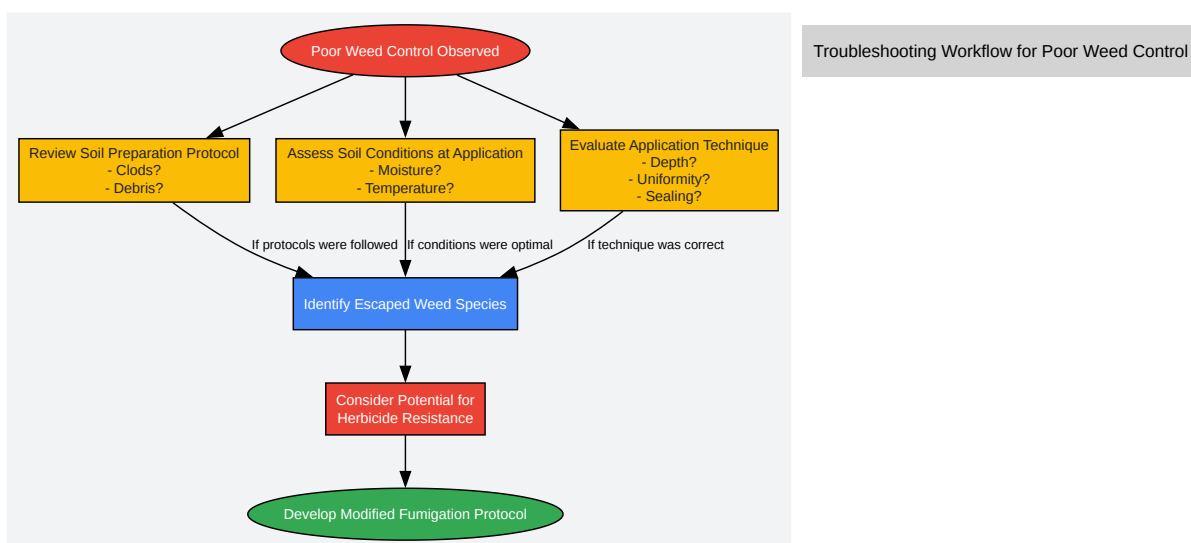 Poor Weed Control Observed
Troubleshooting Workflow for Poor Weed Control
Review Soil Preparation Protocol
- Clods?
- Debris?
Assess Soil Conditions at Application
- Moisture?
- Temperature?
Evaluate Application Technique
- Depth?
- Uniformity?
- Sealing?
If protocols were followed
If conditions were optimal
If technique was correct
Identify Escaped Weed Species
Consider Potential for
Herbicide Resistance
Develop Modified Fumigation Protocol